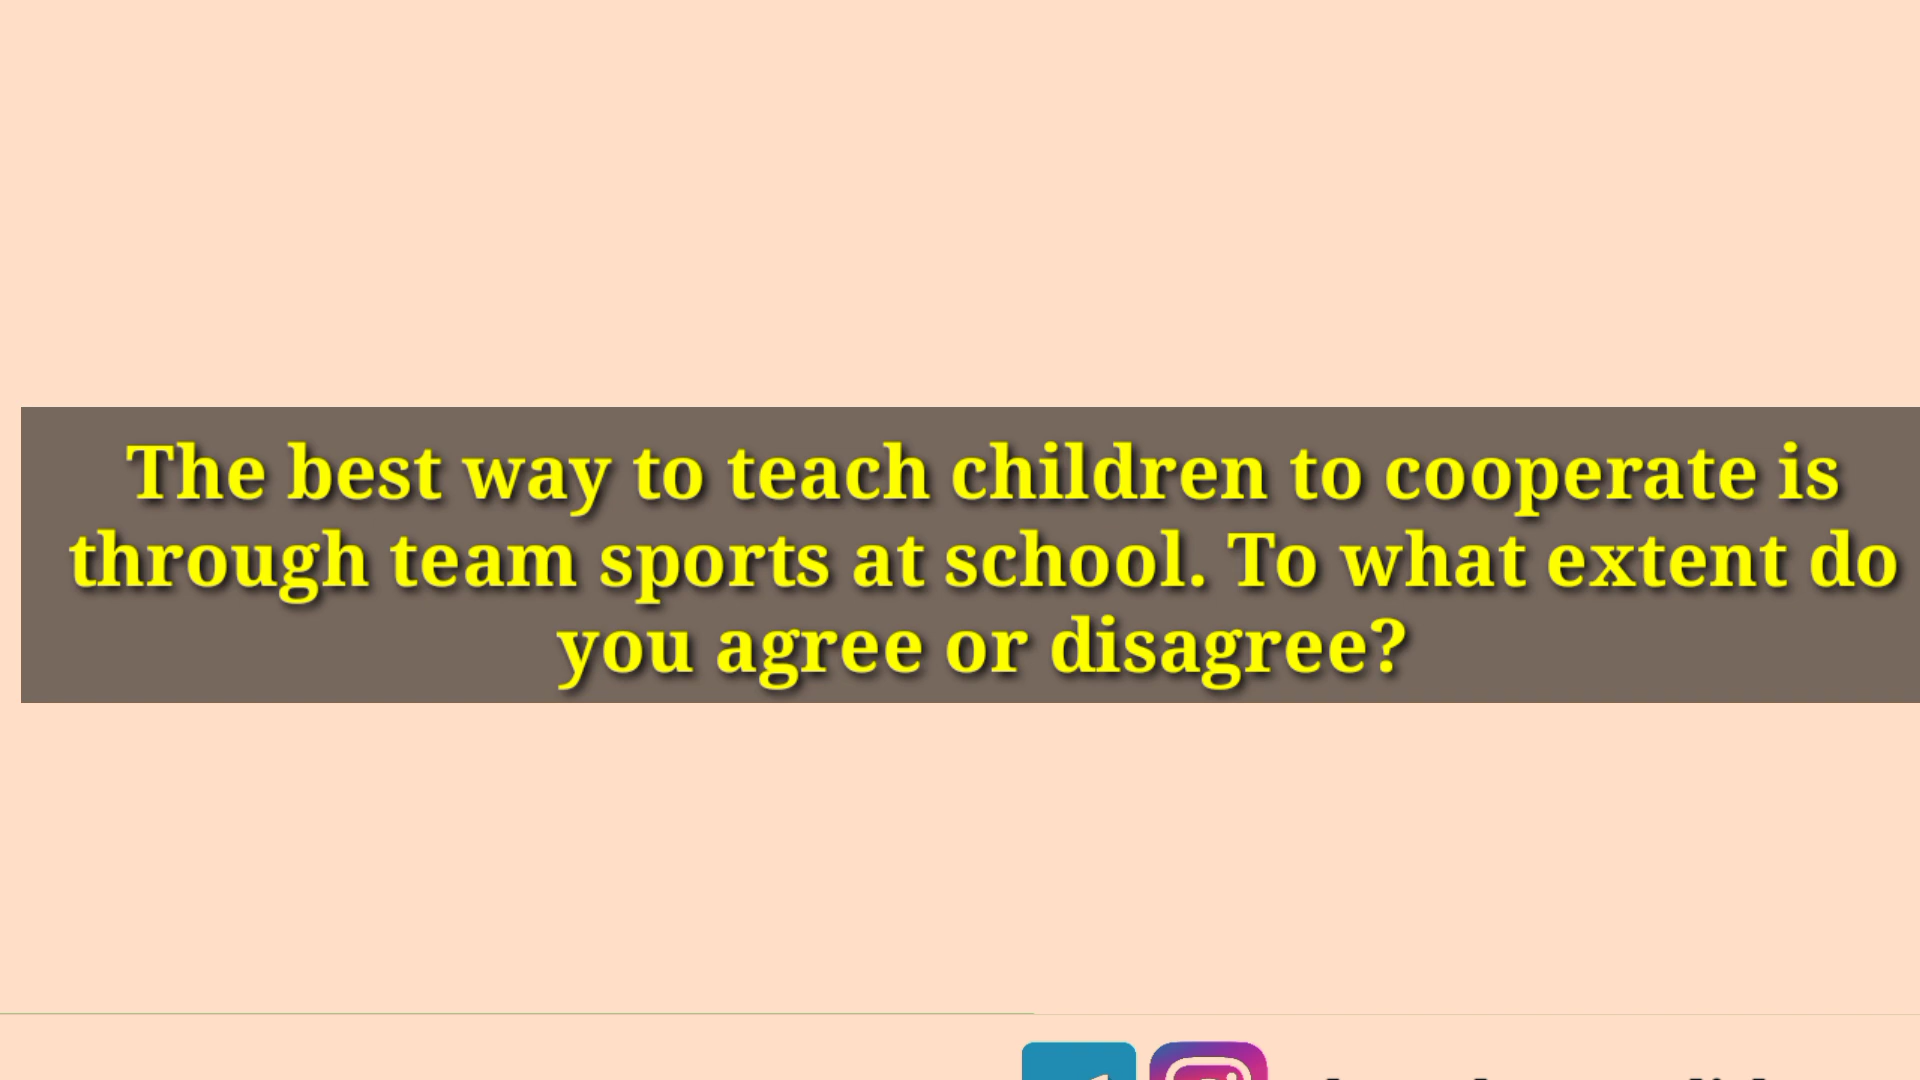 The best way to teach children to cooperate is
through team sports at school. To what extent do
you agree or disagree?